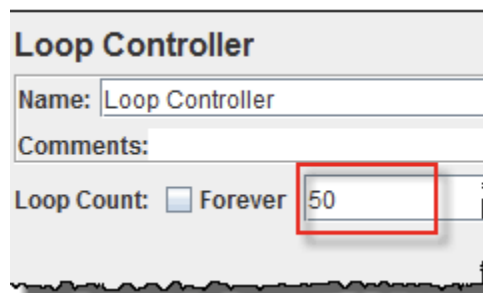 Loop Controller
Name: Loop Controller
Comments:
Loop Count: Forever 50